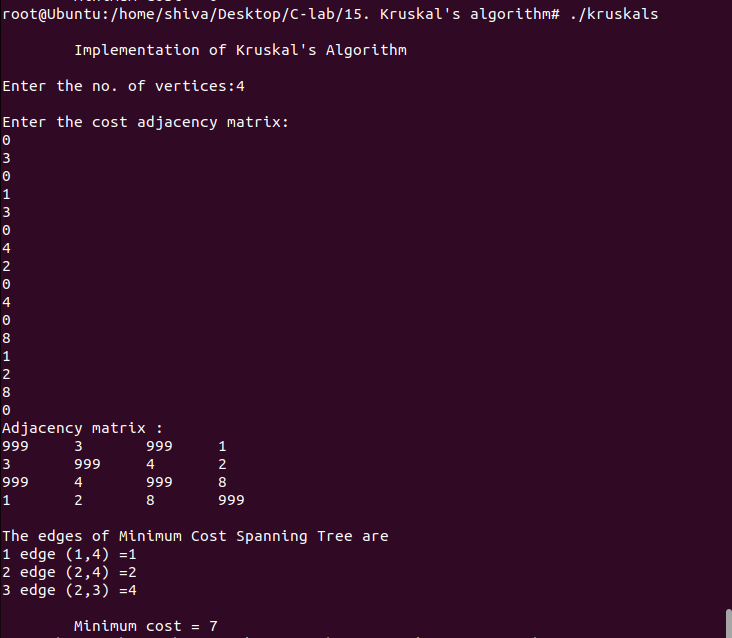 root@Ubuntu:/home/shiva/Desktop/C-lab/15. Kruskal's algorithm# ./kruskals
Implementation of Kruskal's Algorithm
Enter the no. of vertices:4
Enter the cost adjacency matrix:
0
3
0
1
3
0
4
2
0
4
0
8
1
2
8
0
Adjacency matrix :
999 3 999 1
3 999 4 2
999 4 999 8
1 2 8 999
The edges of Minimum Cost Spanning Tree are
1 edge (1,4) =1
2 edge (2,4) =2
3 edge (2,3) =4
Minimum cost = 7